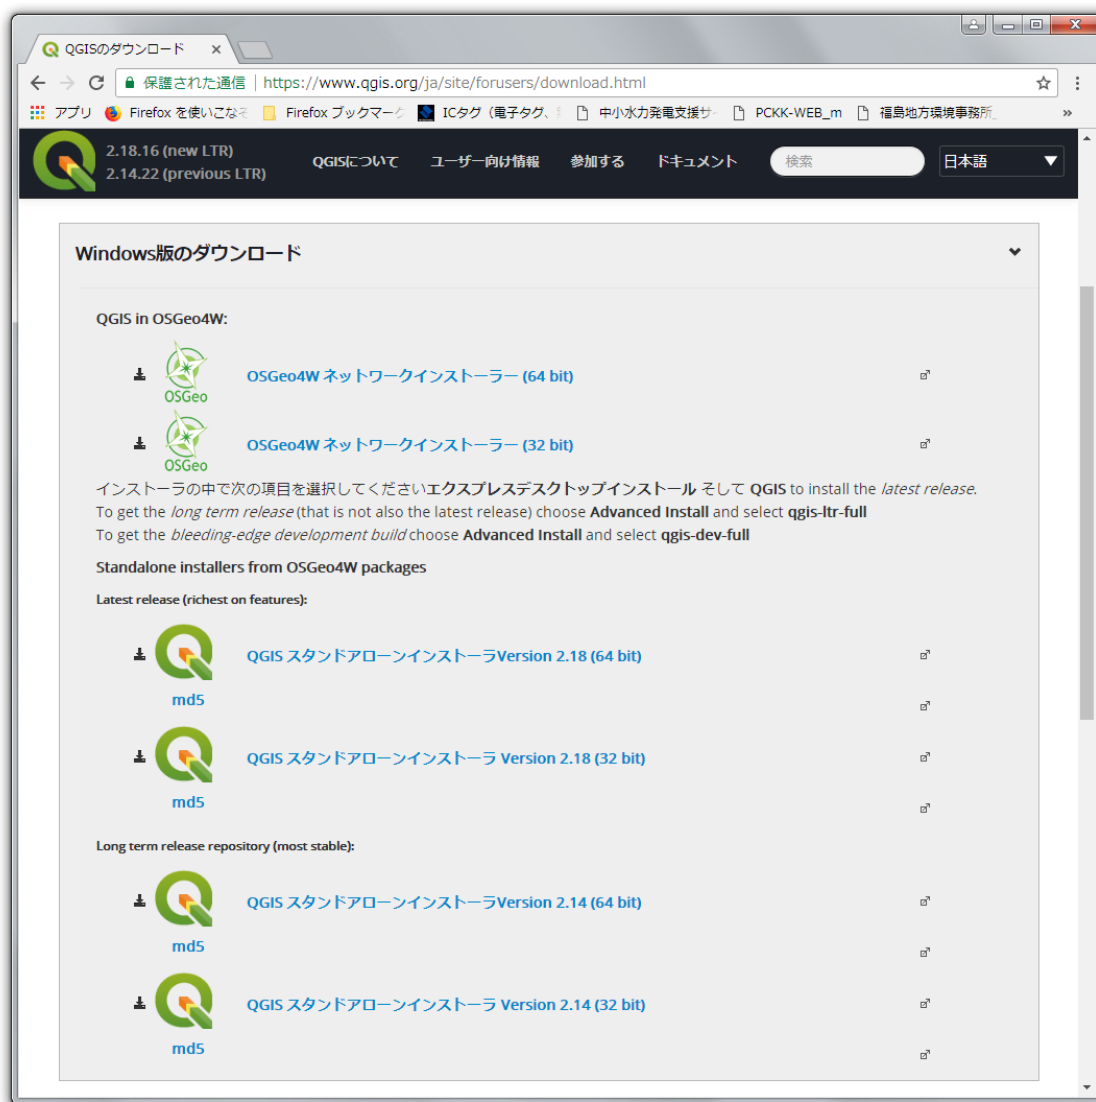 QGISのダウンロード
保護された通信 | https://www.qgis.org/ja/site/forusers/download.html
アプリ Firefox を使いこなそ Firefox ブックマーク ICタグ（電子タグ、 中小水力発電支援サ PCKK-WEB_m 福島地方環境事務所_ »
2.18.16 (new LTR)
2.14.22 (previous LTR)
QGISについて ユーザー向け情報 参加する ドキュメント 検索 日本語
Windows版のダウンロード
QGIS in OSGeo4W:
OSGeo
OSGeo4W ネットワークインストーラー (64 bit)
OSGeo
OSGeo4W ネットワークインストーラー (32 bit)
インストーラの中で次の項目を選択してくださいエクスプレスデスクトップインストール そして QGIS to install the latest release.
To get the long term release (that is not also the latest release) choose Advanced Install and select qgis-ltr-full
To get the bleeding-edge development build choose Advanced Install and select qgis-dev-full
Standalone installers from OSGeo4W packages
Latest release (richest on features):
QGIS スタンドアローンインストーラVersion 2.18 (64 bit)
md5
QGIS スタンドアローンインストーラ Version 2.18 (32 bit)
md5
Long term release repository (most stable):
QGIS スタンドアローンインストーラVersion 2.14 (64 bit)
md5
QGIS スタンドアローンインストーラ Version 2.14 (32 bit)
md5